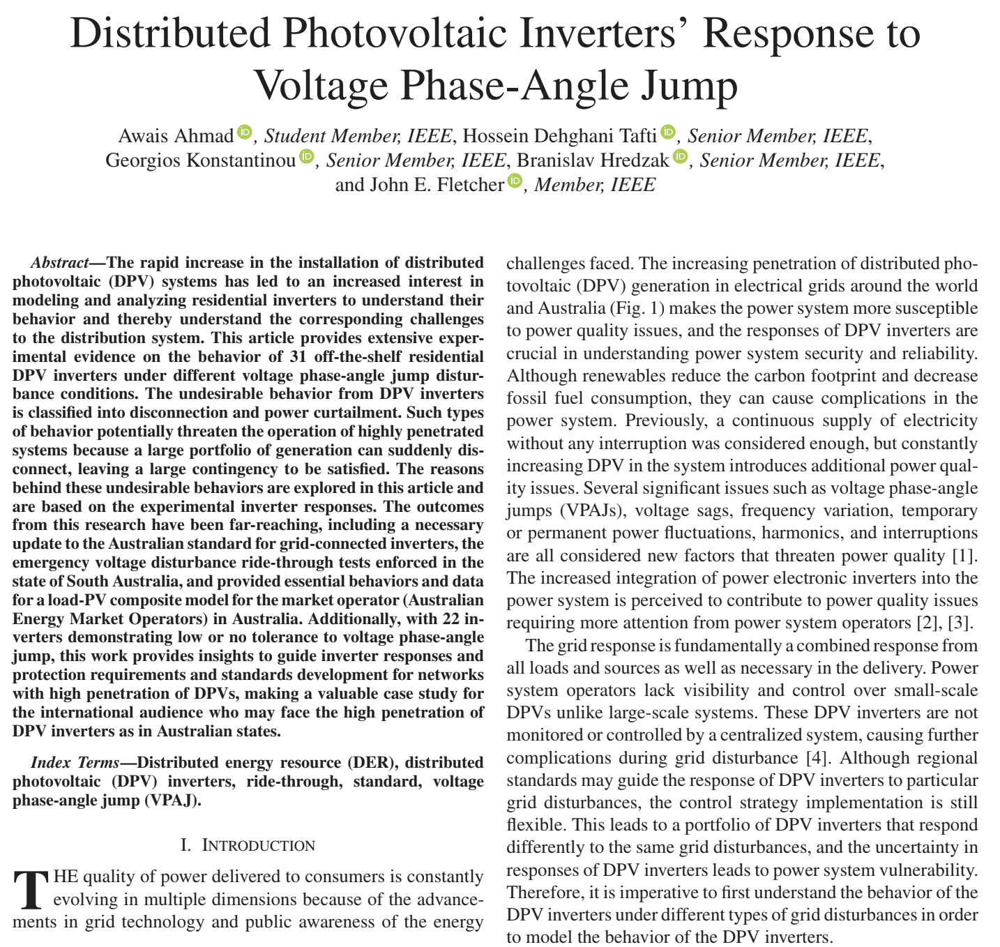 Distributed Photovoltaic Inverters’ Response to
Voltage Phase-Angle Jump
Awais Ahmad iD, Student Member, IEEE, Hossein Dehghani Tafti iD, Senior Member, IEEE,
Georgios Konstantinou iD, Senior Member, IEEE, Branislav Hredzak iD, Senior Member, IEEE,
and John E. Fletcher iD, Member, IEEE
Abstract—The rapid increase in the installation of distributed
photovoltaic (DPV) systems has led to an increased interest in
modeling and analyzing residential inverters to understand their
behavior and thereby understand the corresponding challenges
to the distribution system. This article provides extensive exper-
imental evidence on the behavior of 31 off-the-shelf residential
DPV inverters under different voltage phase-angle jump distur-
bance conditions. The undesirable behavior from DPV inverters
is classified into disconnection and power curtailment. Such types
of behavior potentially threaten the operation of highly penetrated
systems because a large portfolio of generation can suddenly dis-
connect, leaving a large contingency to be satisfied. The reasons
behind these undesirable behaviors are explored in this article and
are based on the experimental inverter responses. The outcomes
from this research have been far-reaching, including a necessary
update to the Australian standard for grid-connected inverters, the
emergency voltage disturbance ride-through tests enforced in the
state of South Australia, and provided essential behaviors and data
for a load-PV composite model for the market operator (Australian
Energy Market Operators) in Australia. Additionally, with 22 in-
verters demonstrating low or no tolerance to voltage phase-angle
jump, this work provides insights to guide inverter responses and
protection requirements and standards development for networks
with high penetration of DPVs, making a valuable case study for
the international audience who may face the high penetration of
DPV inverters as in Australian states.
Index Terms—Distributed energy resource (DER), distributed
photovoltaic (DPV) inverters, ride-through, standard, voltage
phase-angle jump (VPAJ).
I. INTRODUCTION
THE quality of power delivered to consumers is constantly
evolving in multiple dimensions because of the advance-
ments in grid technology and public awareness of the energy
challenges faced. The increasing penetration of distributed pho-
tovoltaic (DPV) generation in electrical grids around the world
and Australia (Fig. 1) makes the power system more susceptible
to power quality issues, and the responses of DPV inverters are
crucial in understanding power system security and reliability.
Although renewables reduce the carbon footprint and decrease
fossil fuel consumption, they can cause complications in the
power system. Previously, a continuous supply of electricity
without any interruption was considered enough, but constantly
increasing DPV in the system introduces additional power qual-
ity issues. Several significant issues such as voltage phase-angle
jumps (VPAJs), voltage sags, frequency variation, temporary
or permanent power fluctuations, harmonics, and interruptions
are all considered new factors that threaten power quality [1].
The increased integration of power electronic inverters into the
power system is perceived to contribute to power quality issues
requiring more attention from power system operators [2], [3].
The grid response is fundamentally a combined response from
all loads and sources as well as necessary in the delivery. Power
system operators lack visibility and control over small-scale
DPVs unlike large-scale systems. These DPV inverters are not
monitored or controlled by a centralized system, causing further
complications during grid disturbance [4]. Although regional
standards may guide the response of DPV inverters to particular
grid disturbances, the control strategy implementation is still
flexible. This leads to a portfolio of DPV inverters that respond
differently to the same grid disturbances, and the uncertainty in
responses of DPV inverters leads to power system vulnerability.
Therefore, it is imperative to first understand the behavior of the
DPV inverters under different types of grid disturbances in order
to model the behavior of the DPV inverters.